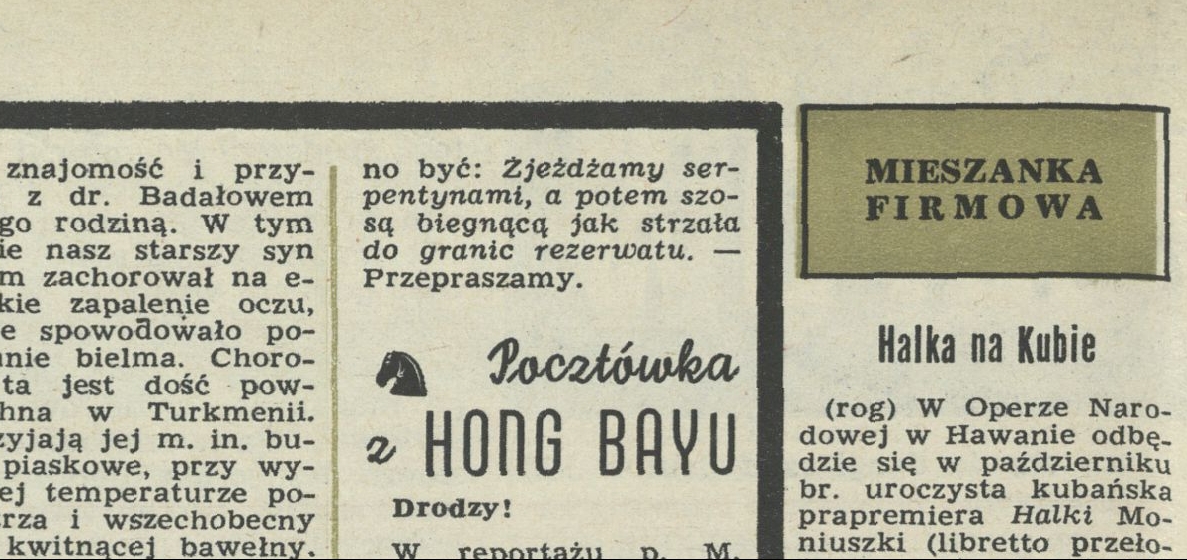 znajomość i przy-
z dr. Badałowem
go rodziną. W tym
ie nasz starszy syn
m zachorował na e-
kie zapalenie oczu,
e spowodowało po-
nie bielma. Choro-
ta jest dość pow-
hna w Turkmenii.
zyjają jej m. in. bu-
piaskowe, przy wy-
ej temperaturze po-
rza i wszechobecny
kwitnącej bawełny.
no być: Zjeżdżamy ser-
pentynami, a potem szo-
są biegnącą jak strzała
do granic rezerwatu. —
Przepraszamy.
Pocztówka
z HONG BAYU
Drodzy!
W reportażu p. M.
MIESZANKA
FIRMOWA
Halka na Kubie
(rog) W Operze Naro-
dowej w Hawanie odbę-
dzie się w październiku
br. uroczysta kubańska
prapremiera Halki Mo-
niuszki (libretto przeło-